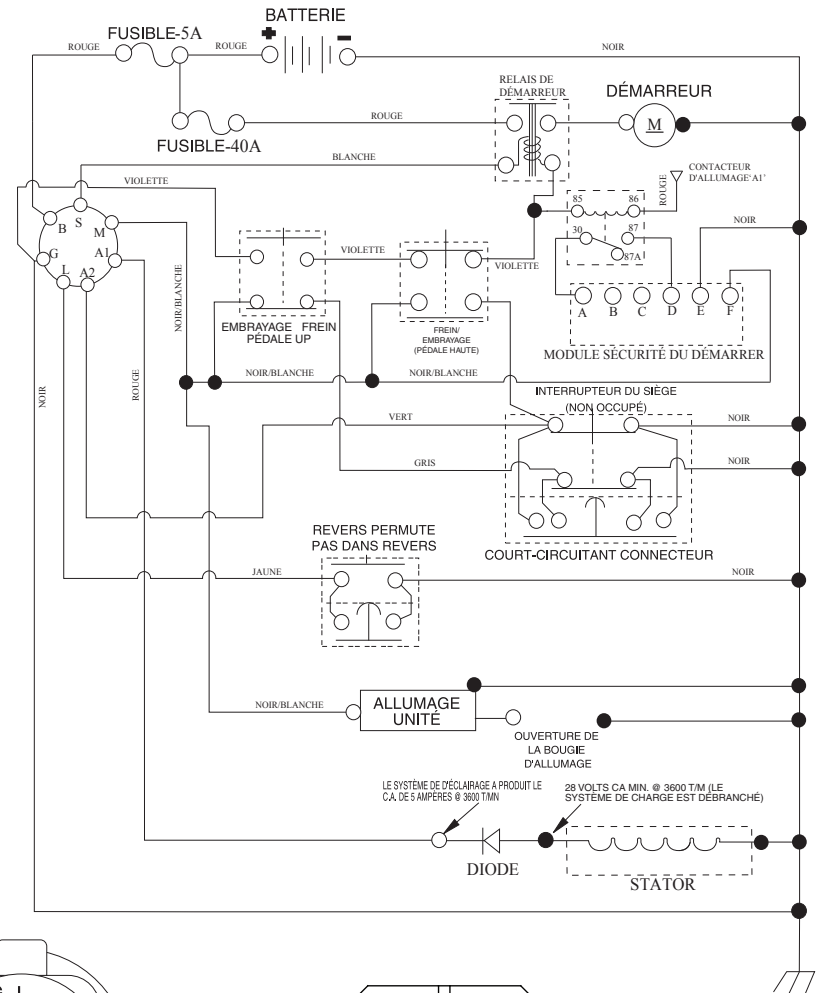 BATTERIE
FUSIBLE-5A
ROUGE
ROUGE
NOIR
RELAIS DE
DÉMARREUR
DÉMARREUR
M
ROUGE
FUSIBLE-40A
BLANCHE
VIOLETTE
CONTACTEUR
D'ALLUMAGE'A1'
ROUGE
85
86
30
87
87A
NOIR
B
S
M
G
A1
L
A2
VIOLETTE
VIOLETTE
NOIR/BLANCHE
EMBRAYAGE FREIN
PÉDALE UP
FREIN/
EMBRAYAGE
(PÉDALE HAUTE)
A B C D E F
MODULE SÉCURITÉ DU DÉMARRER
NOIR/BLANCHE
NOIR/BLANCHE
ROUGE
NOIR
INTERRUPTEUR DU SIÈGE
(NON OCCUPÉ)
VERT
NOIR
GRIS
NOIR
COURT-CIRCUITANT CONNECTEUR
REVERS PERMUTE
PAS DANS REVERS
JAUNE
NOIR
NOIR/BLANCHE
ALLUMAGE
UNITÉ
OUVERTURE DE
LA BOUGIE
D'ALLUMAGE
LE SYSTÈME DE D'ÉCLAIRAGE A PRODUIT LE
C.A. DE 5 AMPÈRES @ 3600 T/MN
28 VOLTS CA MIN. @ 3600 T/M (LE
SYSTÈME DE CHARGE EST DÉBRANCHÉ)
DIODE
STATOR